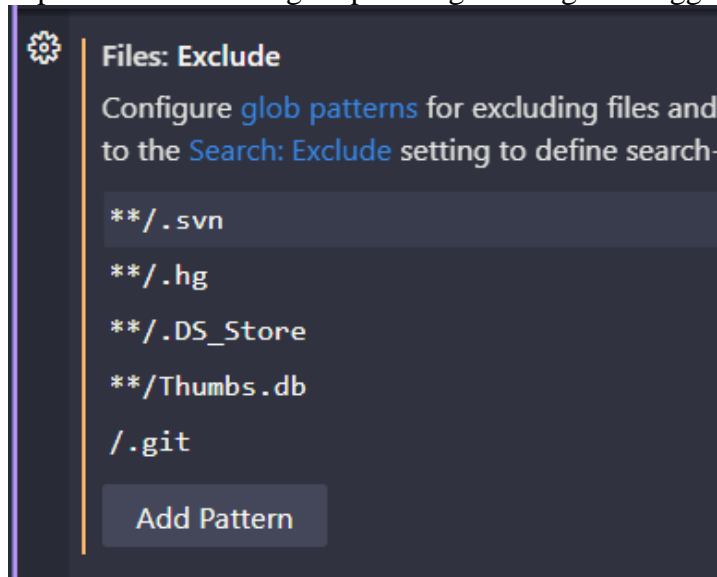 Files: Exclude
Configure glob patterns for excluding files and
to the Search: Exclude setting to define search-
**/.svn
**/.hg
**/.DS_Store
**/Thumbs.db
/.git
Add Pattern